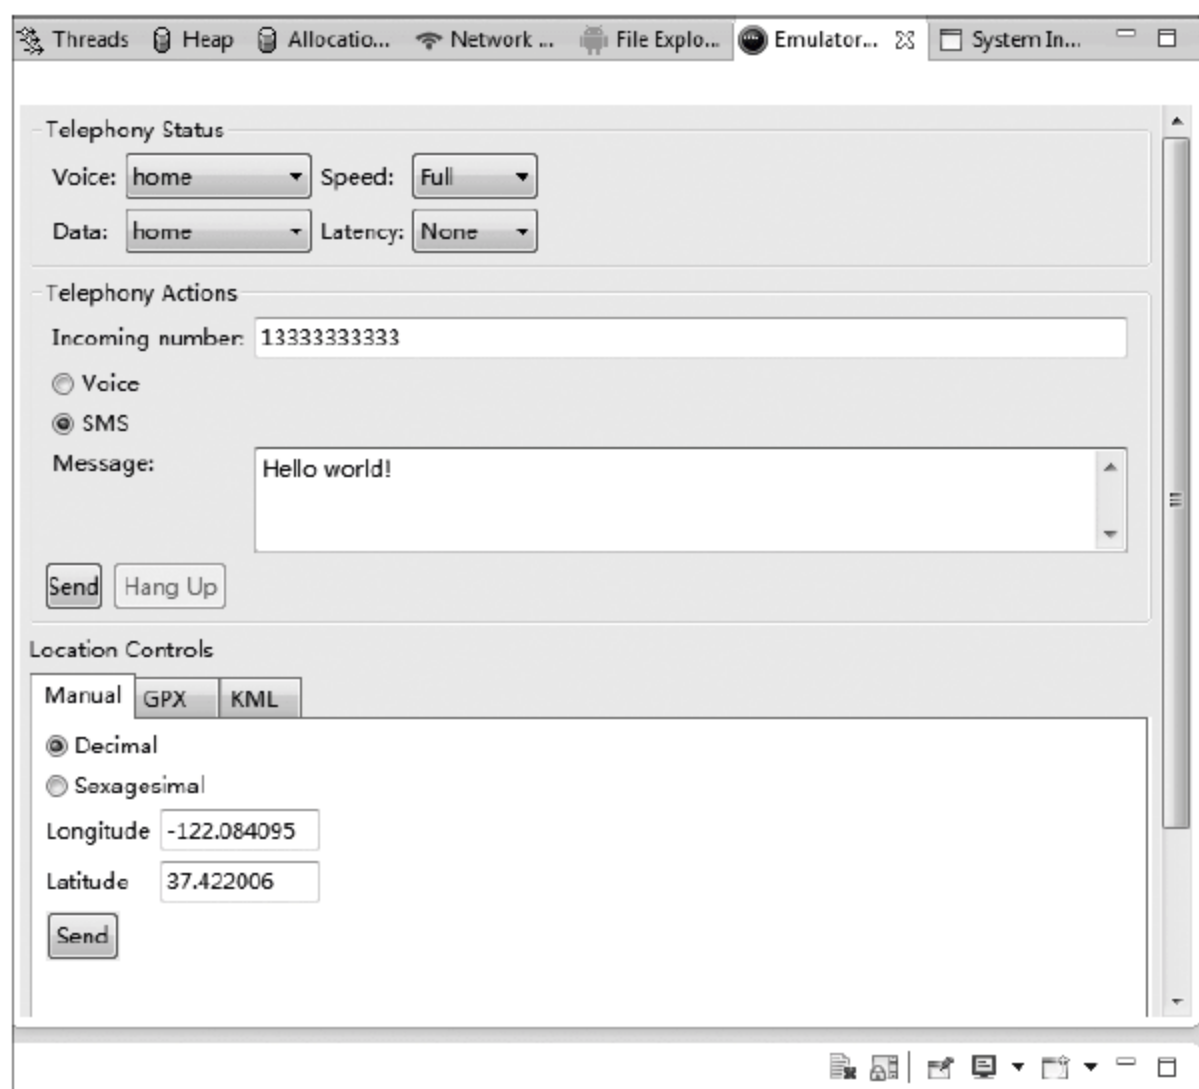 Threads Heap Allocatio... Network ... File Explo... Emulator... System In...
Telephony Status
Voice: home Speed: Full
Data: home Latency: None
Telephony Actions
Incoming number: 13333333333
Voice
SMS
Message: Hello world!
Send Hang Up
Location Controls
Manual GPX KML
Decimal
Sexagesimal
Longitude -122.084095
Latitude 37.422006
Send